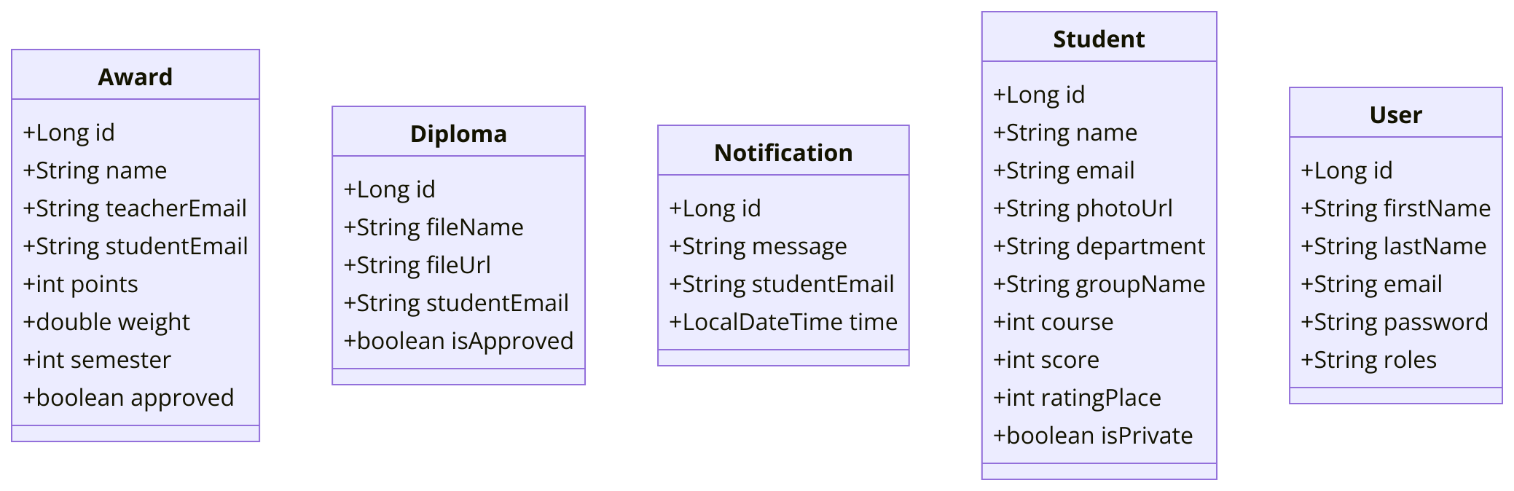 Award
+Long id
+String name
+String teacherEmail
+String studentEmail
+int points
+double weight
+int semester
+boolean approved
Diploma
+Long id
+String fileName
+String fileUrl
+String studentEmail
+boolean isApproved
Notification
+Long id
+String message
+String studentEmail
+LocalDateTime time
Student
+Long id
+String name
+String email
+String photoUrl
+String department
+String groupName
+int course
+int score
+int ratingPlace
+boolean isPrivate
User
+Long id
+String firstName
+String lastName
+String email
+String password
+String roles